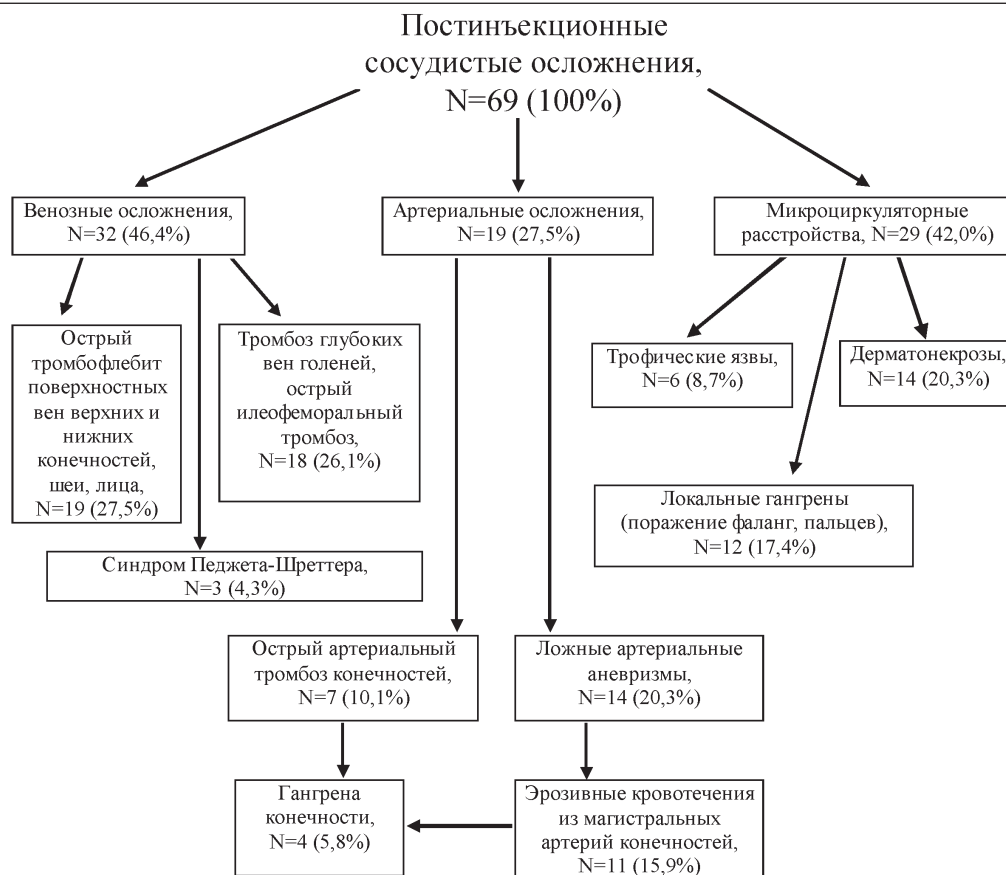 Постинъекционные
сосудистые осложнения,
N=69 (100%)
Венозные осложнения,
N=32 (46,4%)
Артериальные осложнения,
N=19 (27,5%)
Микроциркуляторные
расстройства, N=29 (42,0%)
Острый
тромбофлебит
поверхностных
вен верхних и
нижних
конечностей,
шеи, лица,
N=19 (27,5%)
Тромбоз глубоких
вен голеней,
острый
илеофеморальный
тромбоз,
N=18 (26,1%)
Трофические язвы,
N=6 (8,7%)
Дерматонекрозы,
N=14 (20,3%)
Локальные гангрены
(поражение фаланг, пальцев),
N=12 (17,4%)
Синдром Педжета-Шреттера,
N=3 (4,3%)
Острый артериальный
тромбоз конечностей,
N=7 (10,1%)
Ложные артериальные
аневризмы,
N=14 (20,3%)
Гангрена
конечности,
N=4 (5,8%)
Эрозивные кровотечения
из магистральных
артерий конечностей,
N=11 (15,9%)